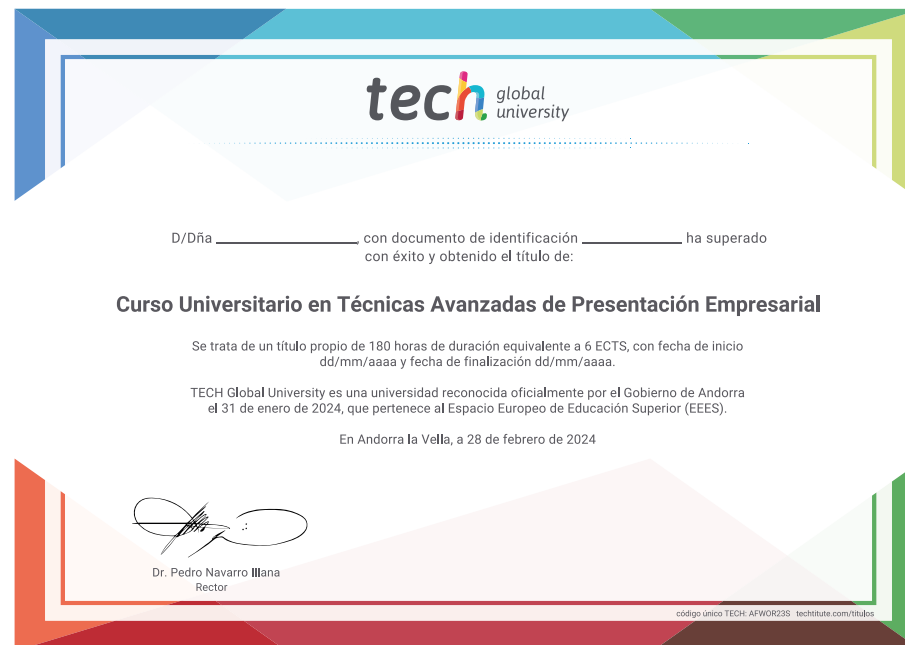 tech global university
D/Dña ____________, con documento de identificación ____________ ha superado
con éxito y obtenido el título de:
Curso Universitario en Técnicas Avanzadas de Presentación Empresarial
Se trata de un título propio de 180 horas de duración equivalente a 6 ECTS, con fecha de inicio
dd/mm/aaaa y fecha de finalización dd/mm/aaaa.
TECH Global University es una universidad reconocida oficialmente por el Gobierno de Andorra
el 31 de enero de 2024, que pertenece al Espacio Europeo de Educación Superior (EEES).
En Andorra la Vella, a 28 de febrero de 2024
Dr. Pedro Navarro Illana
Rector
código único TECH: AFWOR23S techtitute.com/titulos